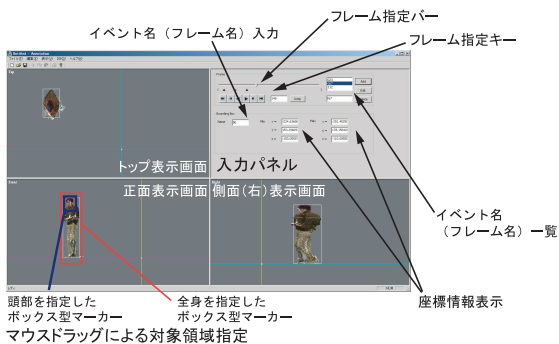 フレーム指定バー
イベント名（フレーム名）入力
フレーム指定キー
Top
トップ表示画面
入力パネル
正面表示画面
側面(右)表示画面
イベント名
（フレーム名）一覧
座標情報表示
頭部を指定した
ボックス型マーカー
全身を指定した
ボックス型マーカー
マウスドラッグによる対象領域指定